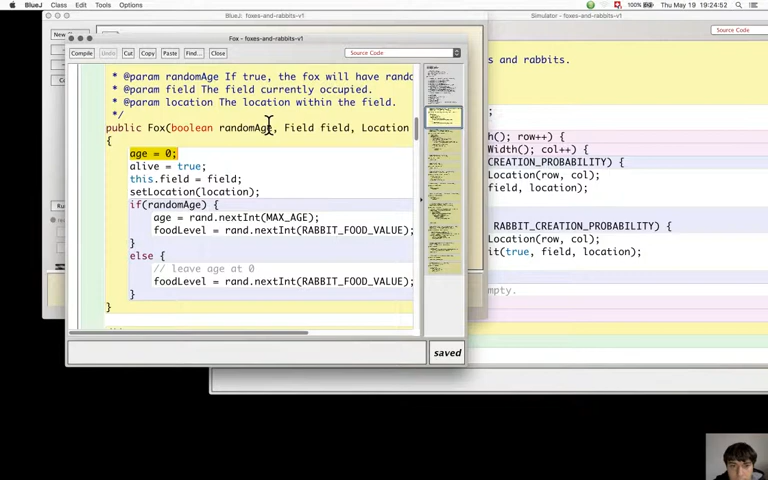 BlueJ Class Edit Tools Options 100% Thu May 19 19:24:52
BlueJ: foxes-and-rabbits-v1
Simulator - foxes-and-rabbits-v1
Fox - foxes-and-rabbits-v1
Compile Undo Cut Copy Paste Find... Close Source Code
Source Code
* @param randomAge If true, the fox will have rando
* @param field The field currently occupied.
* @param location The location within the field.
*/
public Fox(boolean randomAge, Field field, Location
{
age = 0;
alive = true;
this.field = field;
setLocation(location);
if(randomAge) {
age = rand.nextInt(MAX_AGE);
foodLevel = rand.nextInt(RABBIT_FOOD_VALUE);
}
else {
// leave age at 0
foodLevel = rand.nextInt(RABBIT_FOOD_VALUE);
}
}
saved
s and rabbits.
;
h(); row++) {
Width(); col++) {
CREATION_PROBABILITY) {
Location(row, col);
field, location);
RABBIT_CREATION_PROBABILITY) {
Location(row, col);
it(true, field, location);
empty.